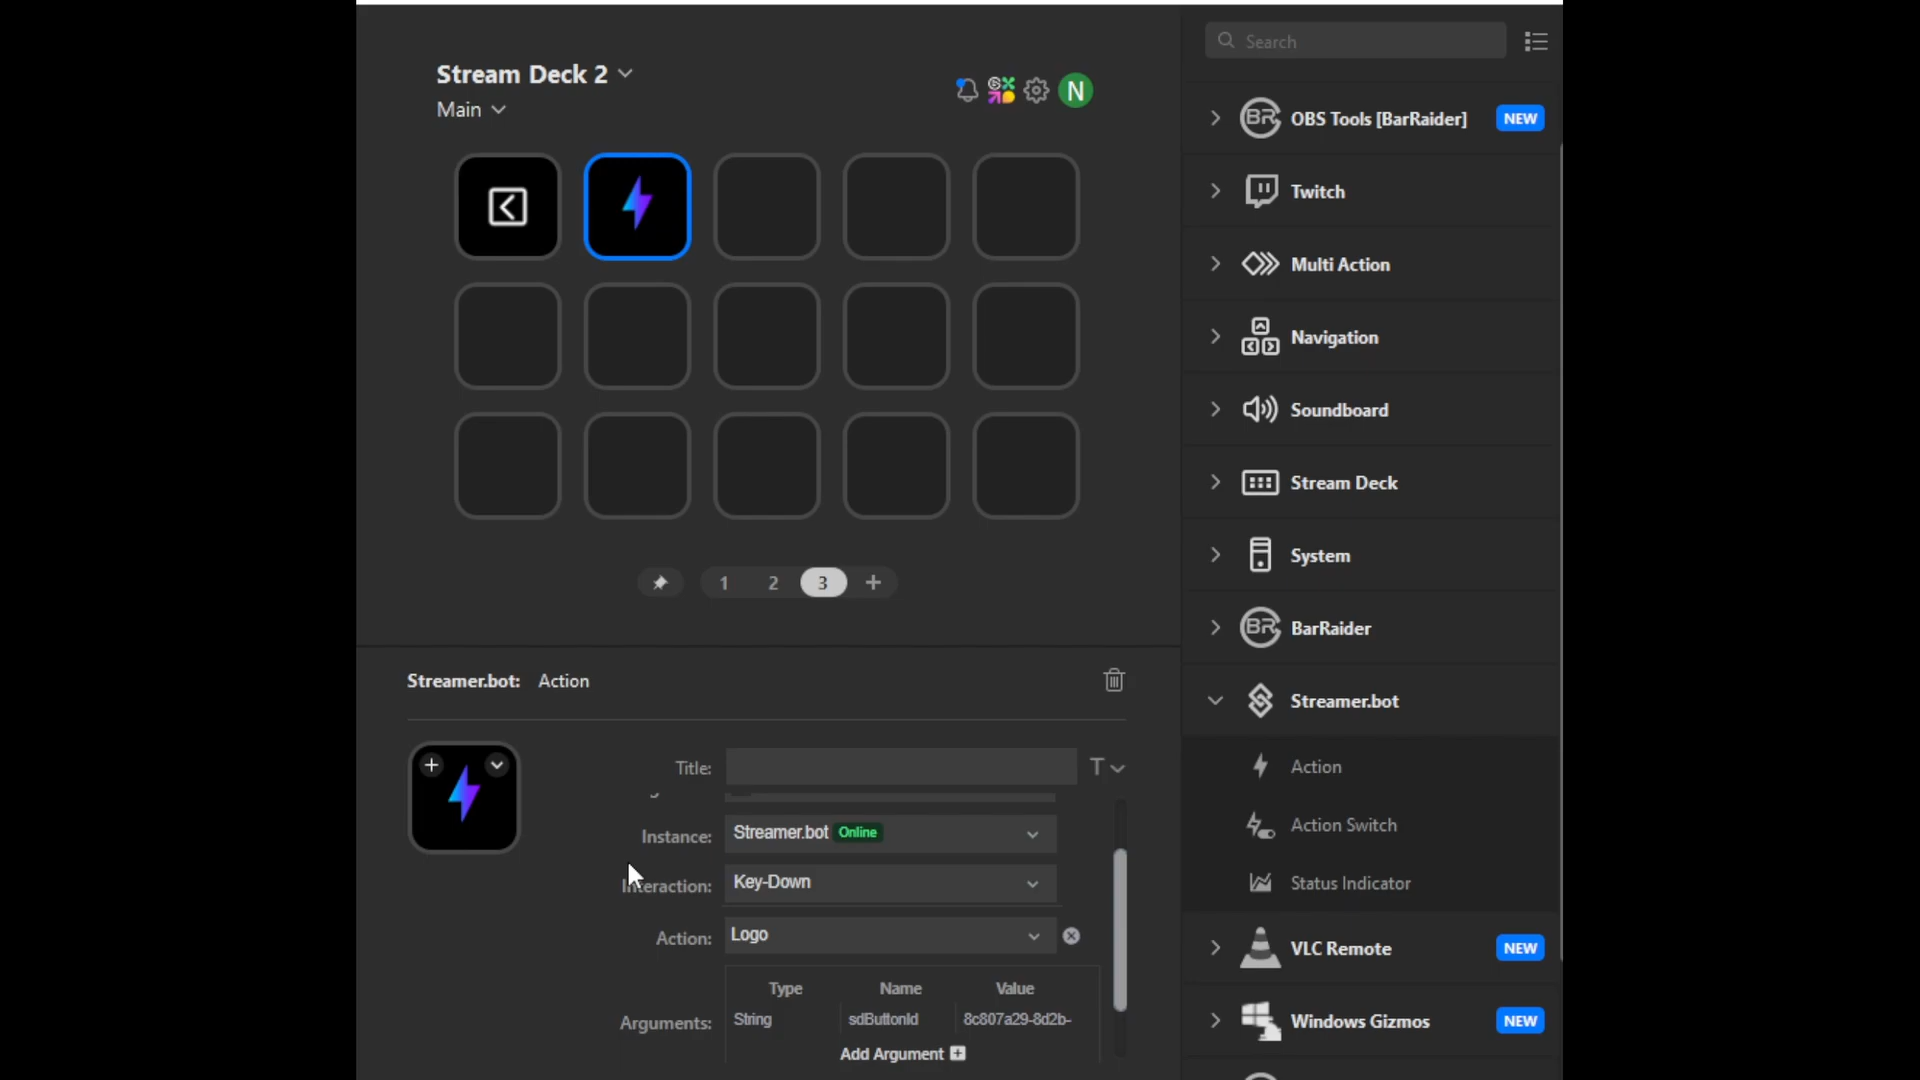 Stream Deck 2
Main
N
1 2 3 +
Streamer.bot: Action
Title:
T
Instance: Streamer.bot Online
Interaction: Key-Down
Action: Logo
Arguments:
Type Name Value
String sdButtonId 8c807a29-8d2b-
Add Argument
Search
BR OBS Tools [BarRaider] NEW
Twitch
Multi Action
Navigation
Soundboard
Stream Deck
System
BR BarRaider
Streamer.bot
Action
Action Switch
Status Indicator
VLC Remote NEW
Windows Gizmos NEW